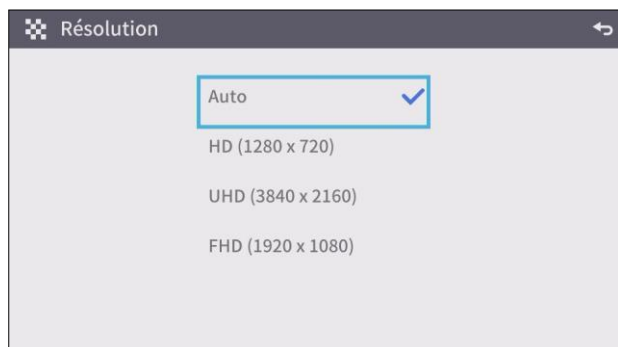 Résolution
Auto
HD (1280 x 720)
UHD (3840 x 2160)
FHD (1920 x 1080)